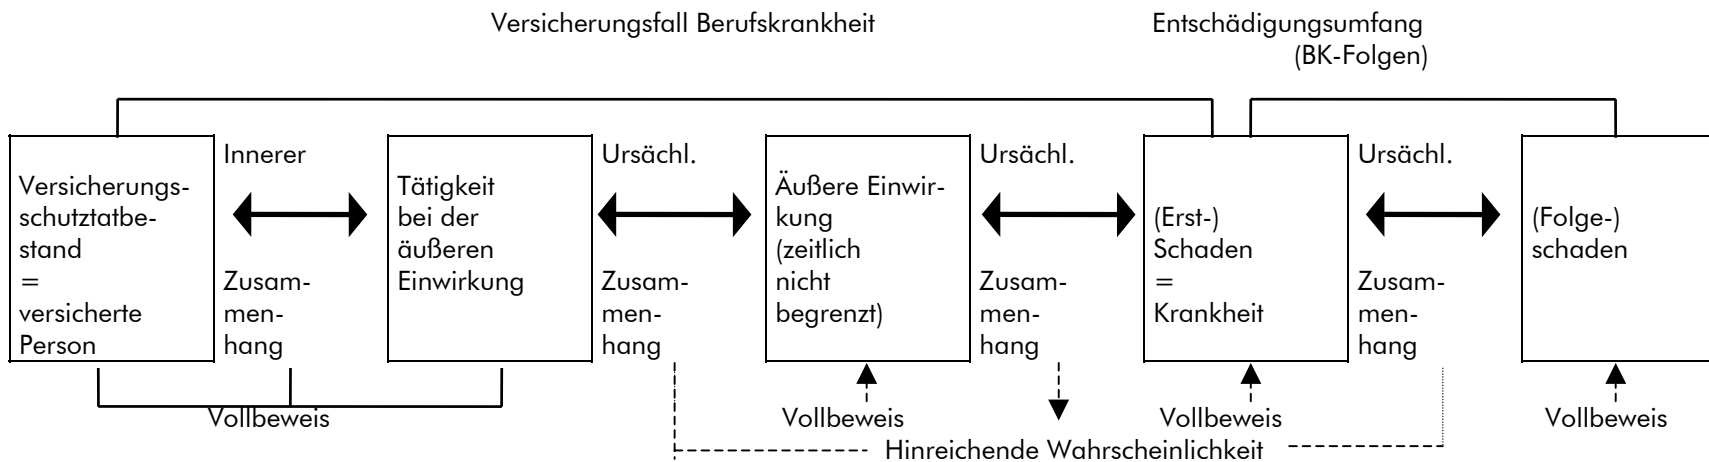 Versicherungsfall Berufskrankheit
Entschädigungsumfang
(BK-Folgen)
Versicherungs-
schutztatbe-
stand
=
versicherte
Person
Innerer
Zusam-
men-
hang
Tätigkeit
bei der
äußeren
Einwirkung
Ursächl.
Zusam-
men-
hang
Äußere Einwir-
kung
(zeitlich
nicht
begrenzt)
Ursächl.
Zusam-
men-
hang
(Erst-)
Schaden
=
Krankheit
Ursächl.
Zusam-
men-
hang
(Folge-)
schaden
Vollbeweis
Vollbeweis
Vollbeweis
Vollbeweis
Hinreichende Wahrscheinlichkeit